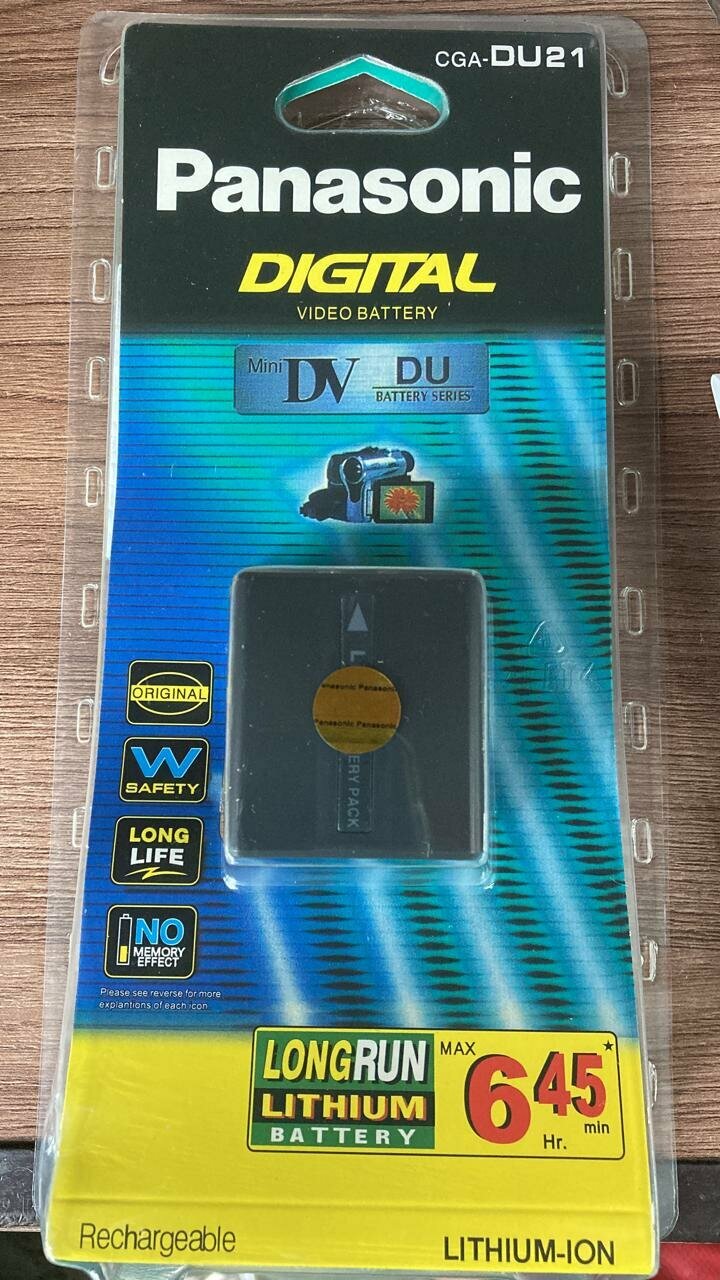 CGA-DU21
Panasonic
DIGITAL
VIDEO BATTERY
Mini DV DU
BATTERY SERIES
ORIGINAL
Panasonic
Panasonic Panasonic
ERY PACK
W
SAFETY
LONG
LIFE
NO
MEMORY
EFFECT
Please see reverse for more
explantions of each icon
LONGRUN
LITHIUM
BATTERY
MAX
6 45*
Hr. min
Rechargeable
LITHIUM-ION